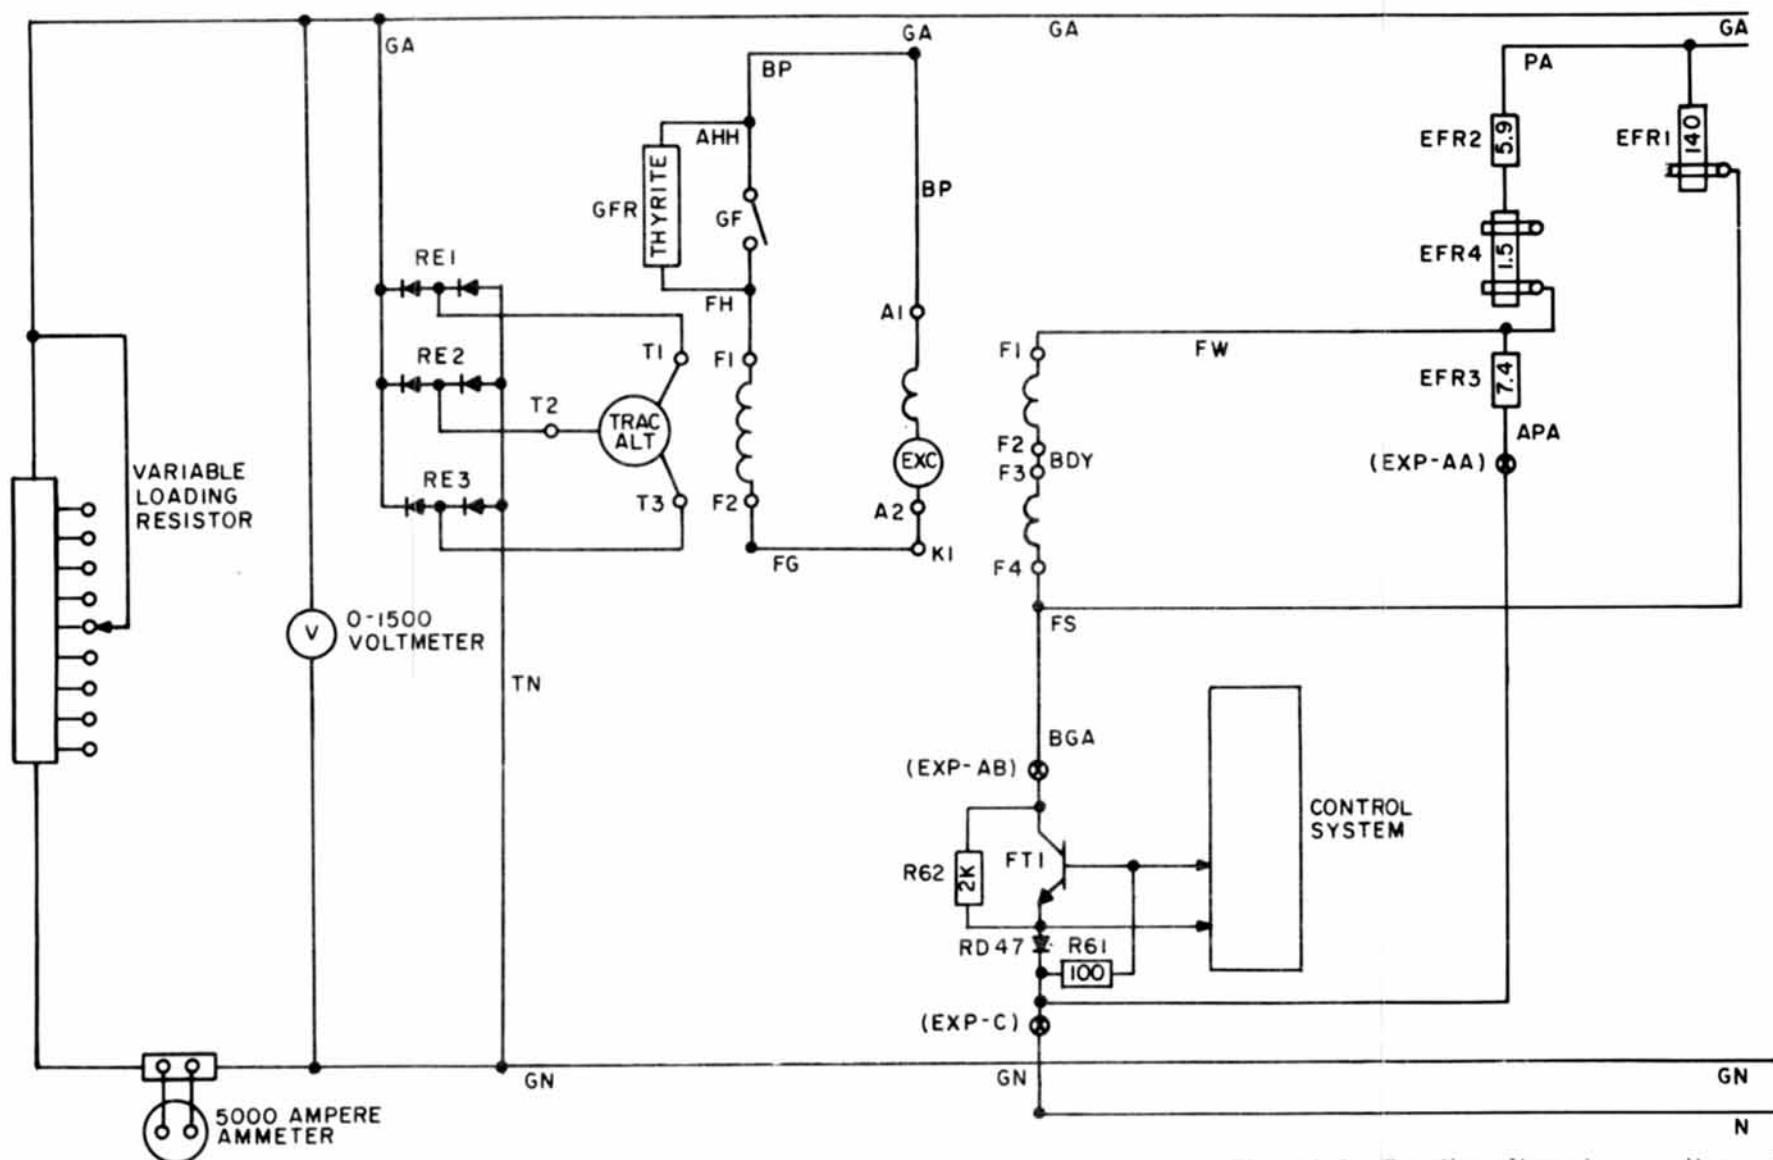 GA
GA
GA
GA
BP
PA
AHH
EFR2
5.9
EFR1
140
GFR
THYRITE
GF
BP
EFR4
1.5
RE1
FH
A1
RE2
T1
F1
F1
FW
EFR3
7.4
T2
TRAC
ALT
EXC
F2
F3
BDY
APA
(EXP-AA)
VARIABLE
LOADING
RESISTOR
RE3
T3
F2
A2
K1
FG
F4
FS
V
0-1500
VOLTMETER
TN
BGA
(EXP-AB)
R62
2K
FT1
CONTROL
SYSTEM
RD47
R61
100
(EXP-C)
GN
GN
GN
5000 AMPERE
AMMETER
N